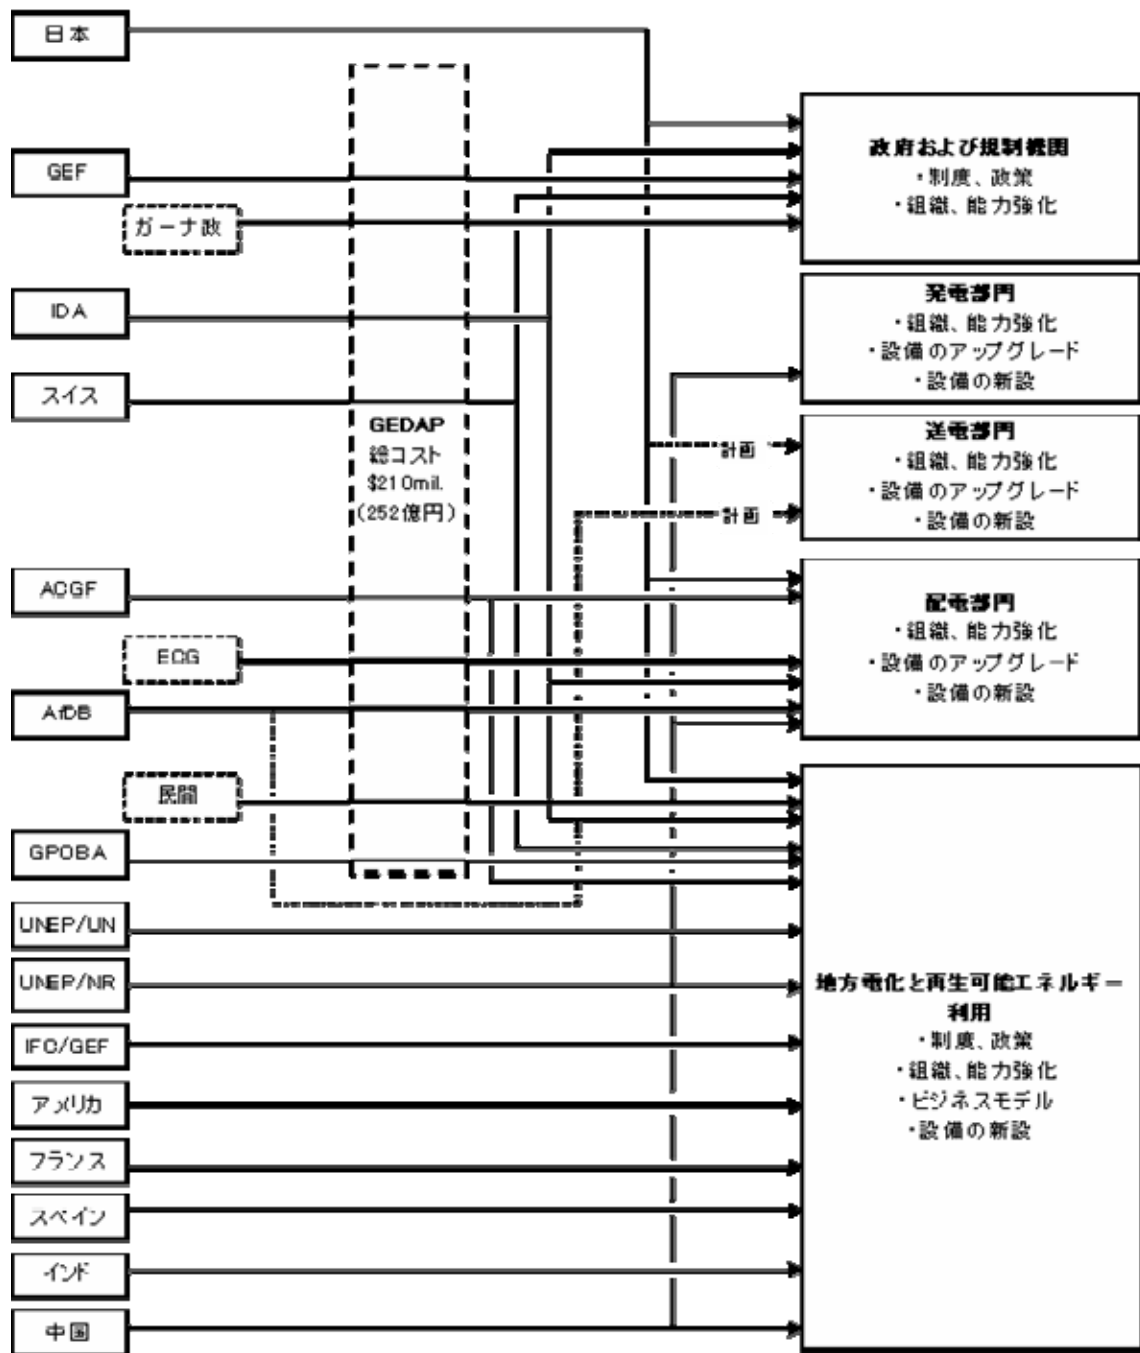 日本
GEF
ガーナ政
IDA
スイス
ACGF
ECG
AfDB
民間
GPOBA
UNEP/UN
UNEP/NR
IFC/GEF
アメリカ
フランス
スペイン
インド
中国
GEDAP
総コスト
$210mil.
(252億円)
計画
計画
政府および規制機関
・制度、政策
・組織、能力強化
発電部門
・組織、能力強化
・設備のアップグレード
・設備の新設
送電部門
・組織、能力強化
・設備のアップグレード
・設備の新設
配電部門
・組織、能力強化
・設備のアップグレード
・設備の新設
地方電化と再生可能エネルギー
利用
・制度、政策
・組織、能力強化
・ビジネスモデル
・設備の新設